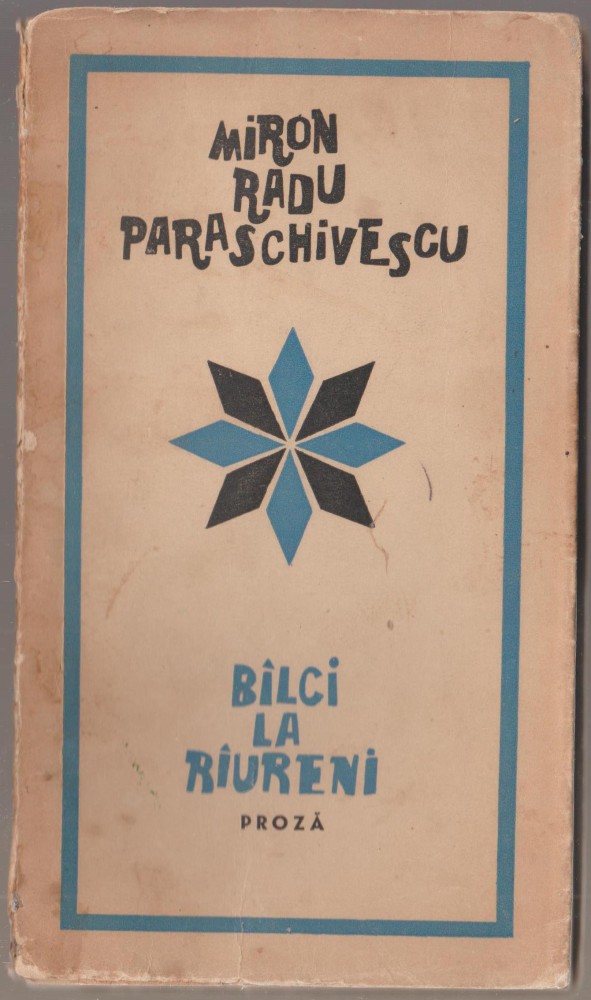 MiRON
RADU
PARASCHiVESCU
BÎLCi
LA
RÎURENi
PROZĂ